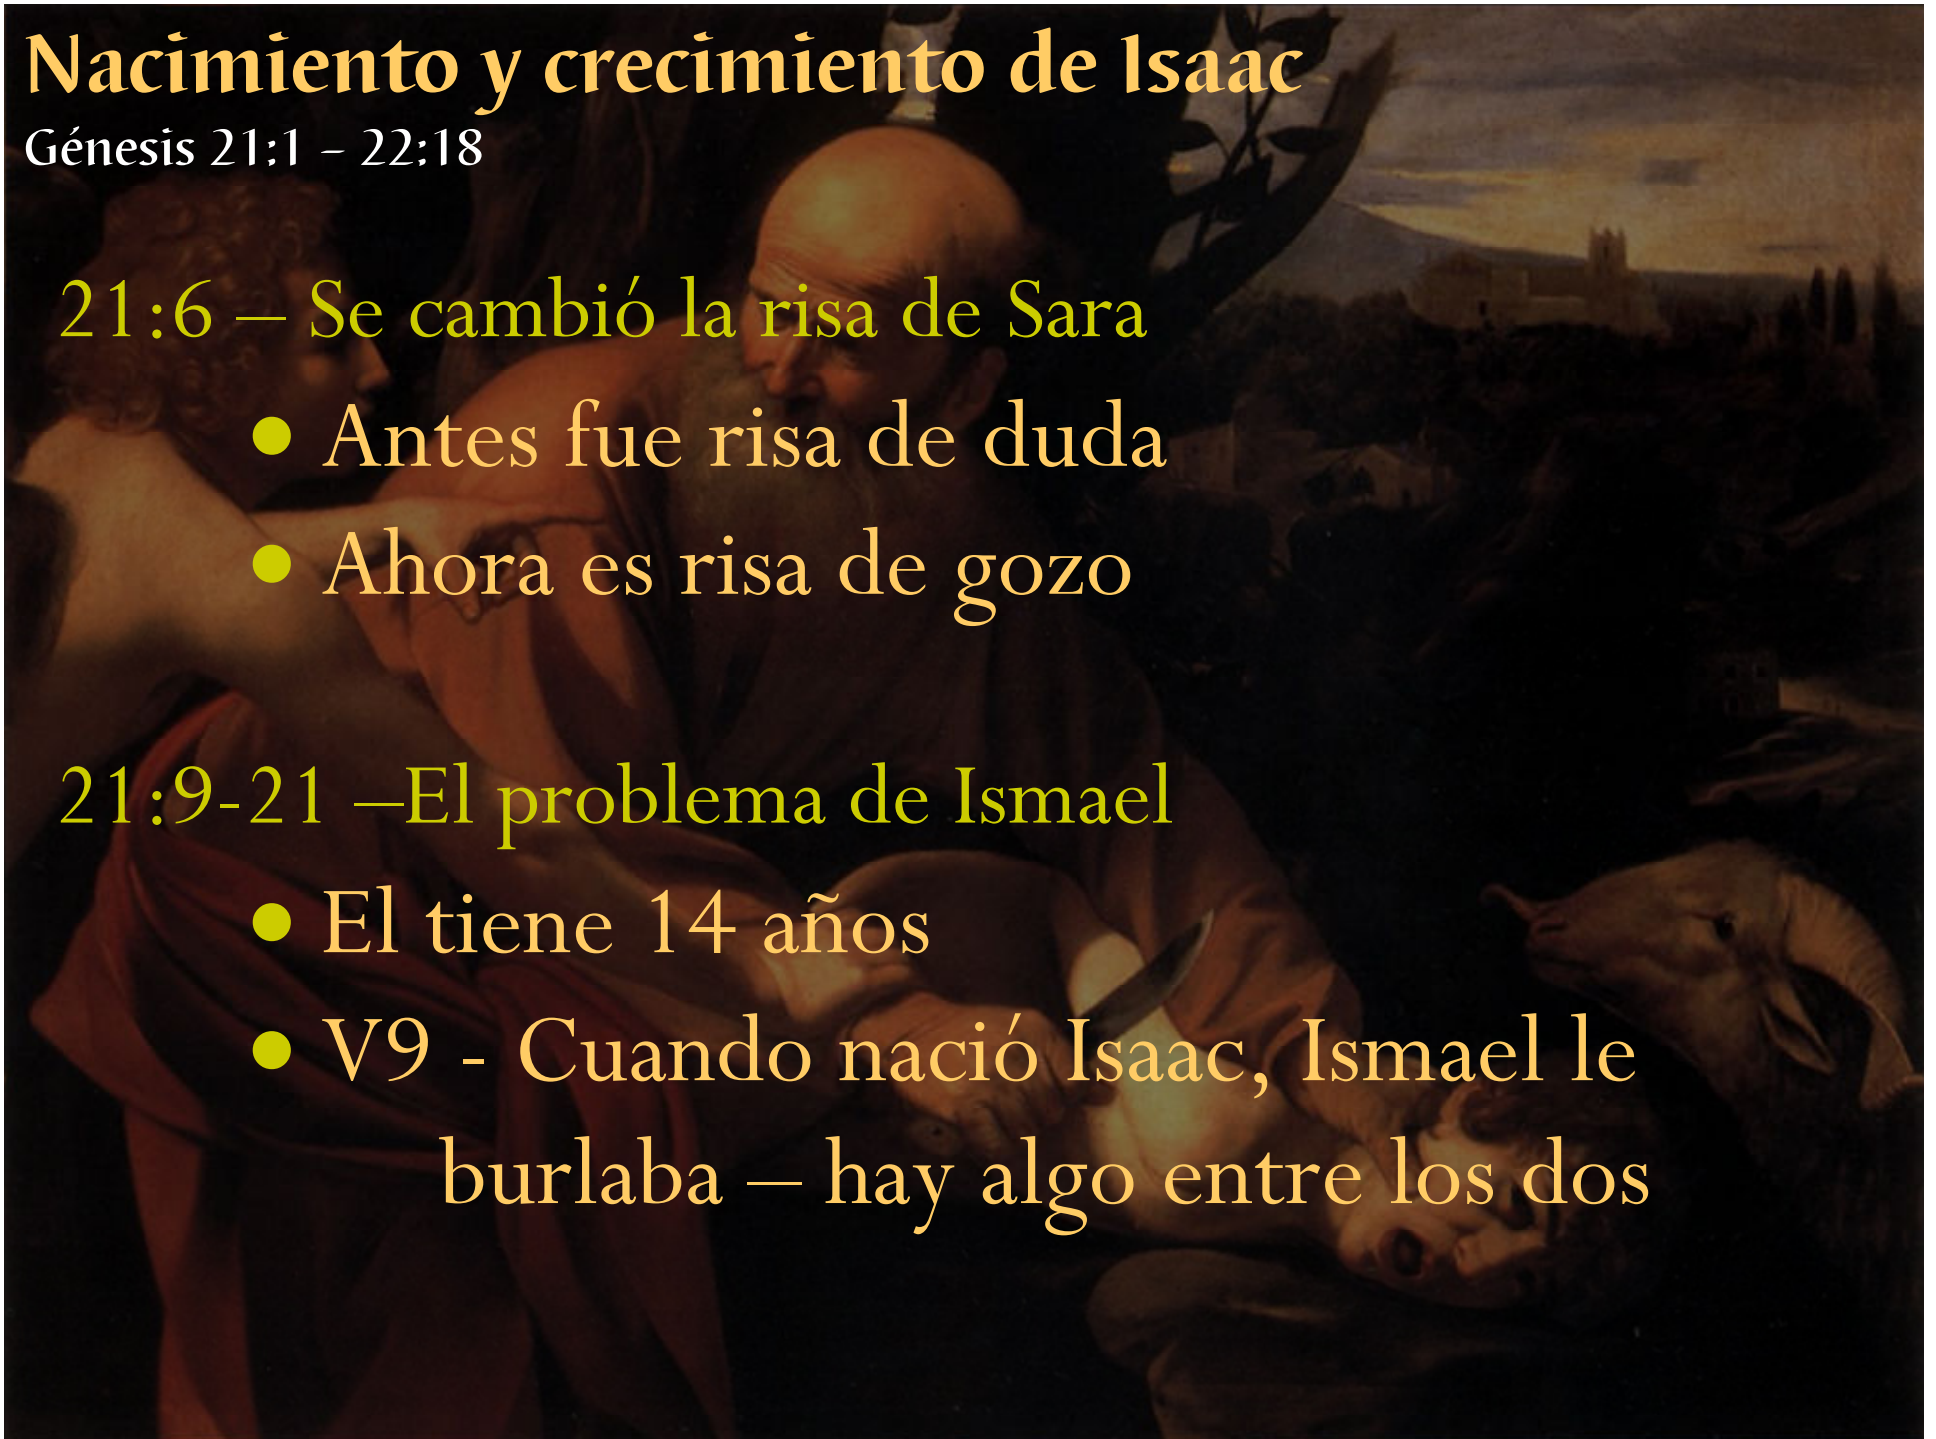 Nacimiento y crecimiento de Isaac
Génesis 21:1 – 22:18
21:6 – Se cambió la risa de Sara
● Antes fue risa de duda
● Ahora es risa de gozo
21:9-21 –El problema de Ismael
● El tiene 14 años
● V9 - Cuando nació Isaac, Ismael le
burlaba – hay algo entre los dos